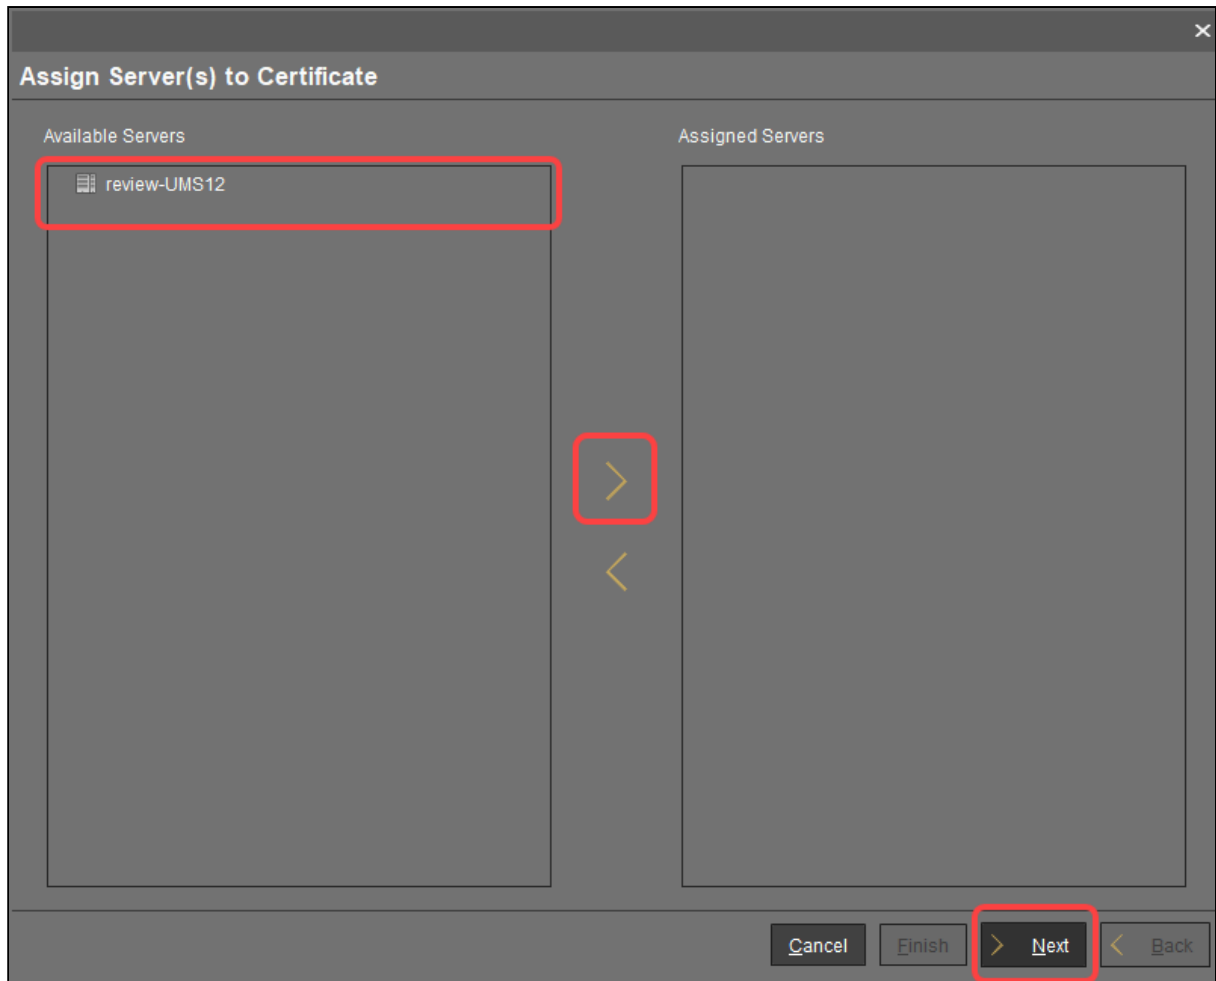 Assign Server(s) to Certificate
Available Servers
Assigned Servers
review-UMS12
Cancel
Finish
Next
Back